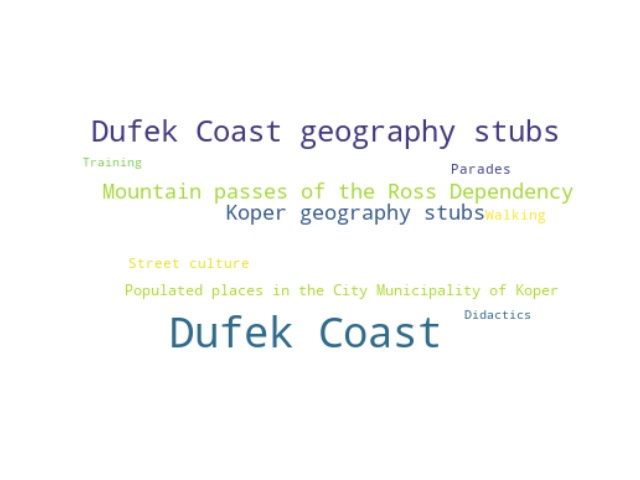 Dufek Coast geography stubs
Training
Parades
Mountain passes of the Ross Dependency
Koper geography stubs
Walking
Street culture
Populated places in the City Municipality of Koper
Didactics
Dufek Coast